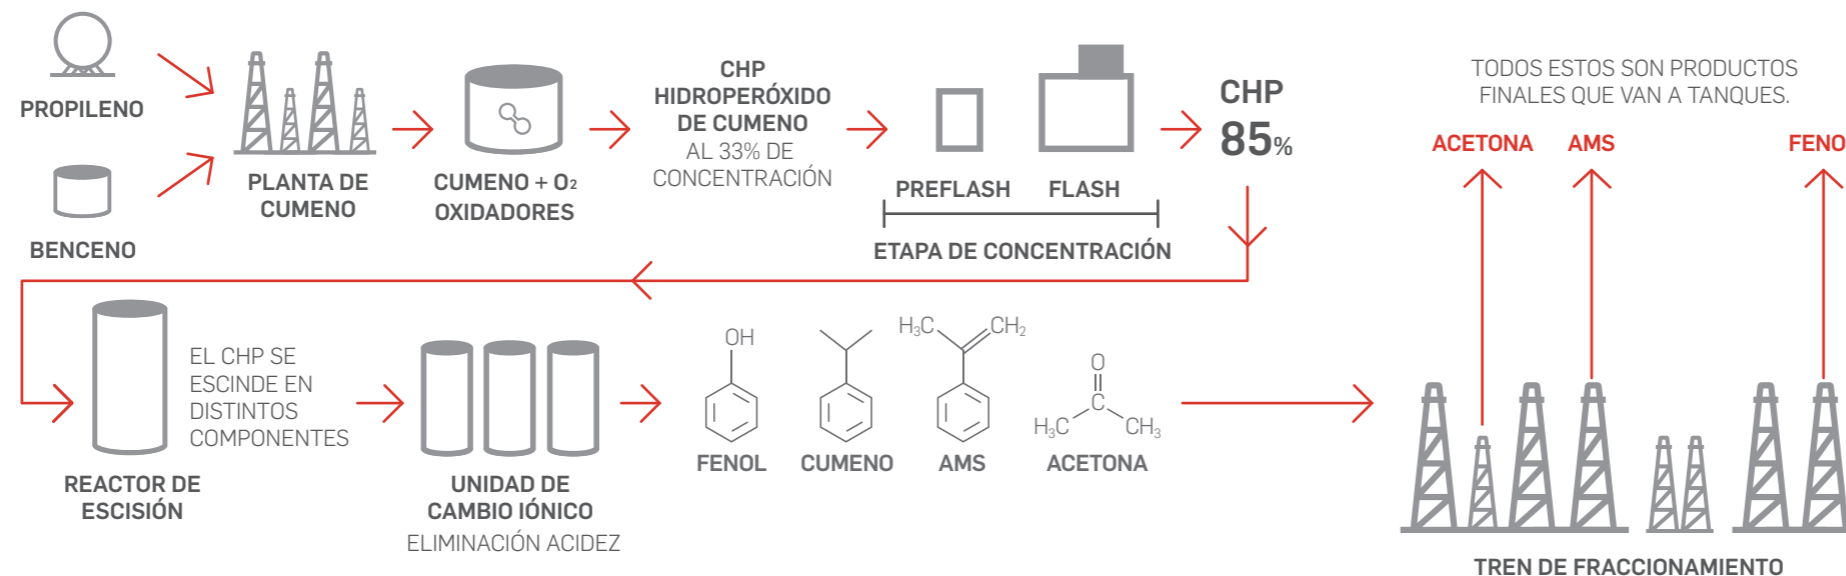 PROPILENO
BENCENO
PLANTA DE
CUMENO
CUMENO + O₂
OXIDADORES
CHP
HIDROPERÓXIDO
DE CUMENO
AL 33% DE
CONCENTRACIÓN
PREFLASH
FLASH
ETAPA DE CONCENTRACIÓN
CHP
85%
REACTOR DE
ESCISIÓN
EL CHP SE
ESCINDE EN
DISTINTOS
COMPONENTES
UNIDAD DE
CAMBIO IÓNICO
ELIMINACIÓN ACIDEZ
OH
FENOL
CUMENO
H₃C
CH₂
AMS
O
C
H₃C
CH₃
ACETONA
TODOS ESTOS SON PRODUCTOS
FINALES QUE VAN A TANQUES.
ACETONA
AMS
FENO
TREN DE FRACCIONAMIENTO